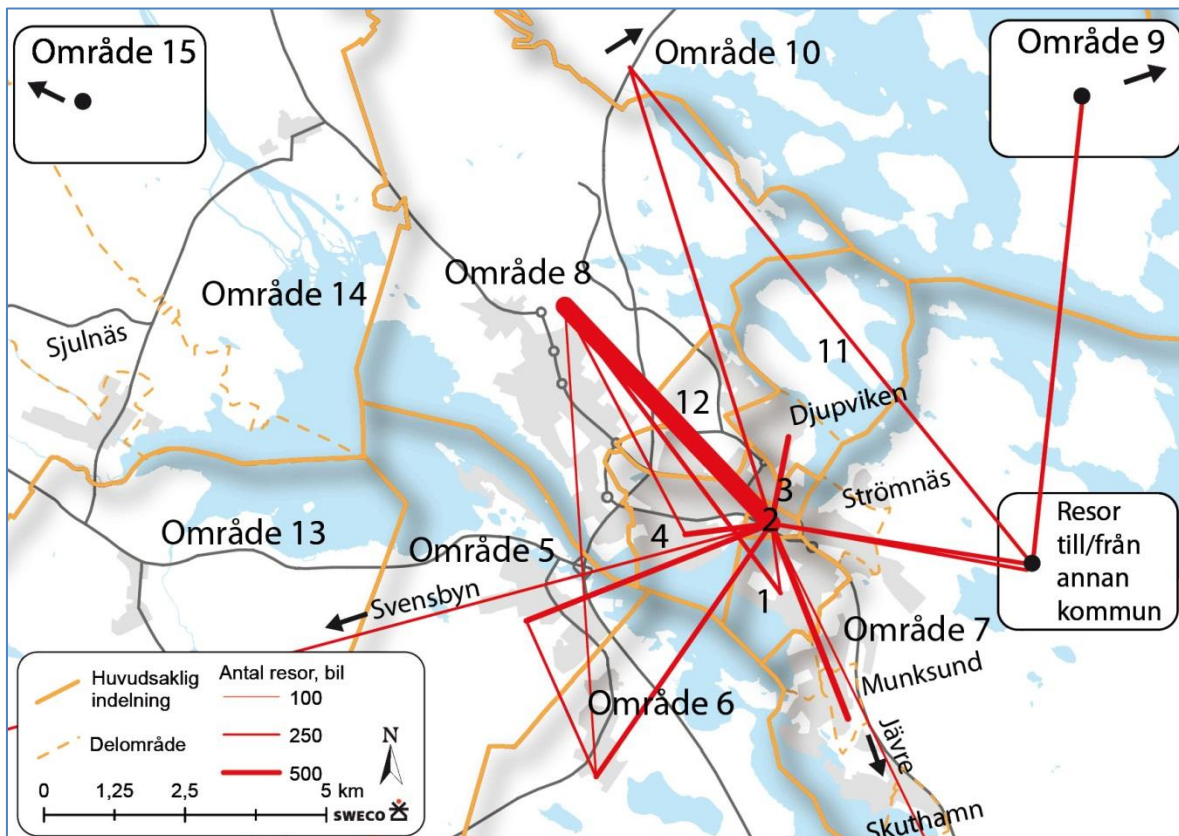 Område 15
Område 10
Område 9
Område 8
Område 14
Sjulnäs
11
Djupviken
12
Strömnäs
3
2
4
Område 13
Område 5
Svensbyn
1
Område 7
Munksund
Område 6
Jävre
Skuthamn
Resor
till/från
annan
kommun
Huvudsaklig
indelning
Delområde
Antal resor, bil
100
250
500
N
0 1,25 2,5 5 km
SWECO